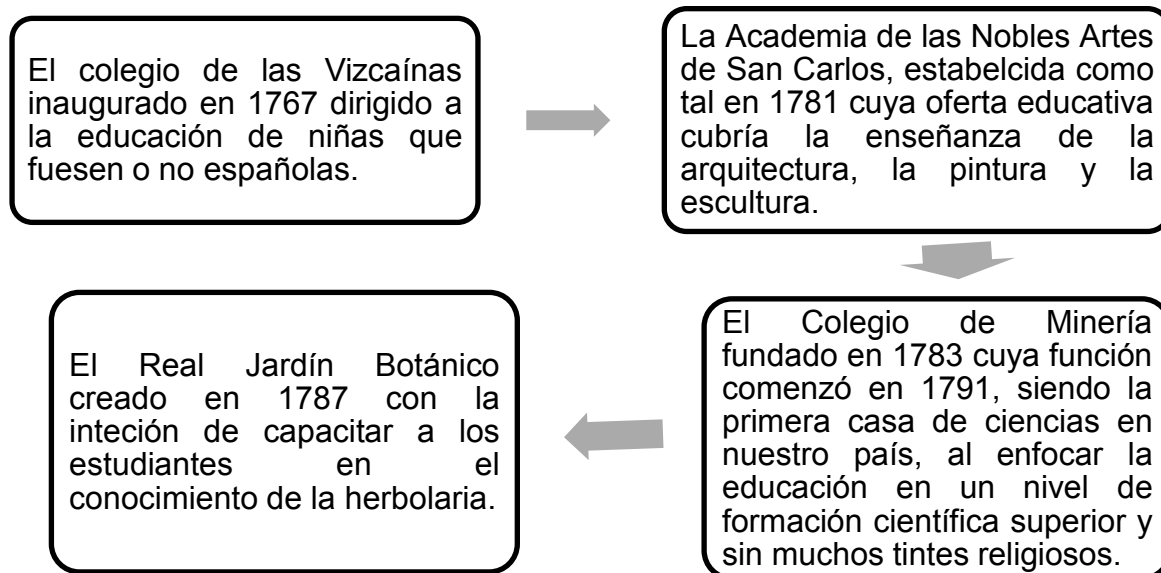 El colegio de las Vizcaínas
inaugurado en 1767 dirigido a
la educación de niñas que
fuesen o no españolas.
La Academia de las Nobles Artes
de San Carlos, estabelcida como
tal en 1781 cuya oferta educativa
cubría la enseñanza de la
arquitectura, la pintura y la
escultura.
El Colegio de Minería
fundado en 1783 cuya función
comenzó en 1791, siendo la
primera casa de ciencias en
nuestro país, al enfocar la
educación en un nivel de
formación científica superior y
sin muchos tintes religiosos.
El Real Jardín Botánico
creado en 1787 con la
inteción de capacitar a los
estudiantes en el
conocimiento de la herbolaria.